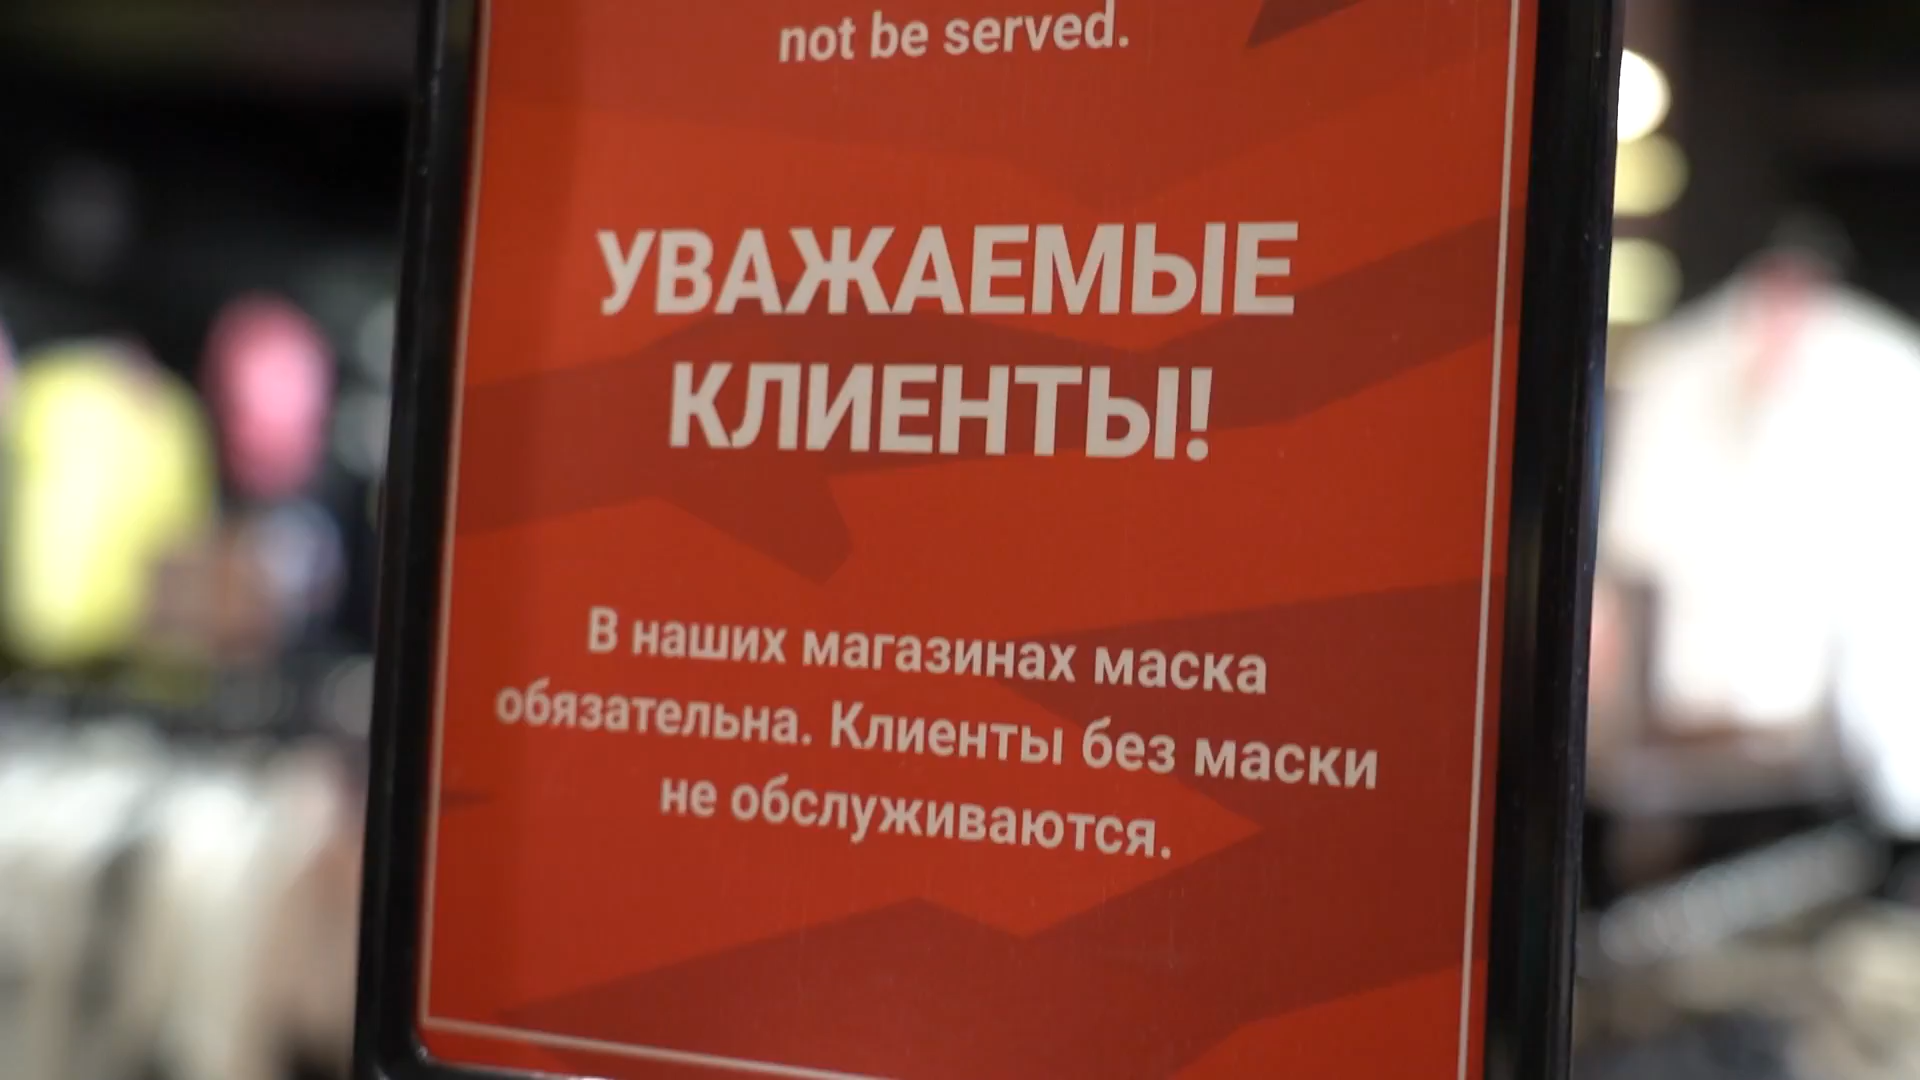 not be served.
УВАЖАЕМЫЕ
КЛИЕНТЫ!
В наших магазинах маска
обязательна. Клиенты без маски
не обслуживаются.